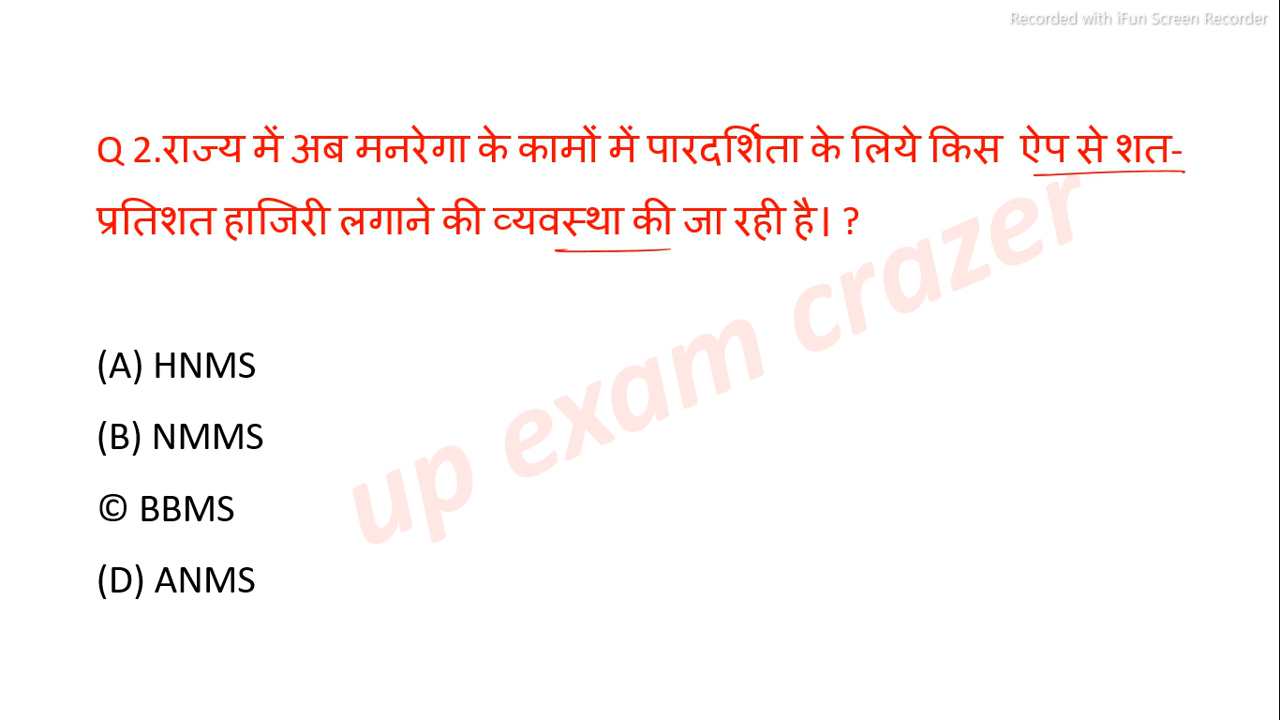 Recorded with iFun Screen Recorder
Q 2.राज्य में अब मनरेगा के कामों में पारदर्शिता के लिये किस ऐप से शत-
प्रतिशत हाजिरी लगाने की व्यवस्था की जा रही है। ?
(A) HNMS
(B) NMMS
© BBMS
(D) ANMS
up exam crazer